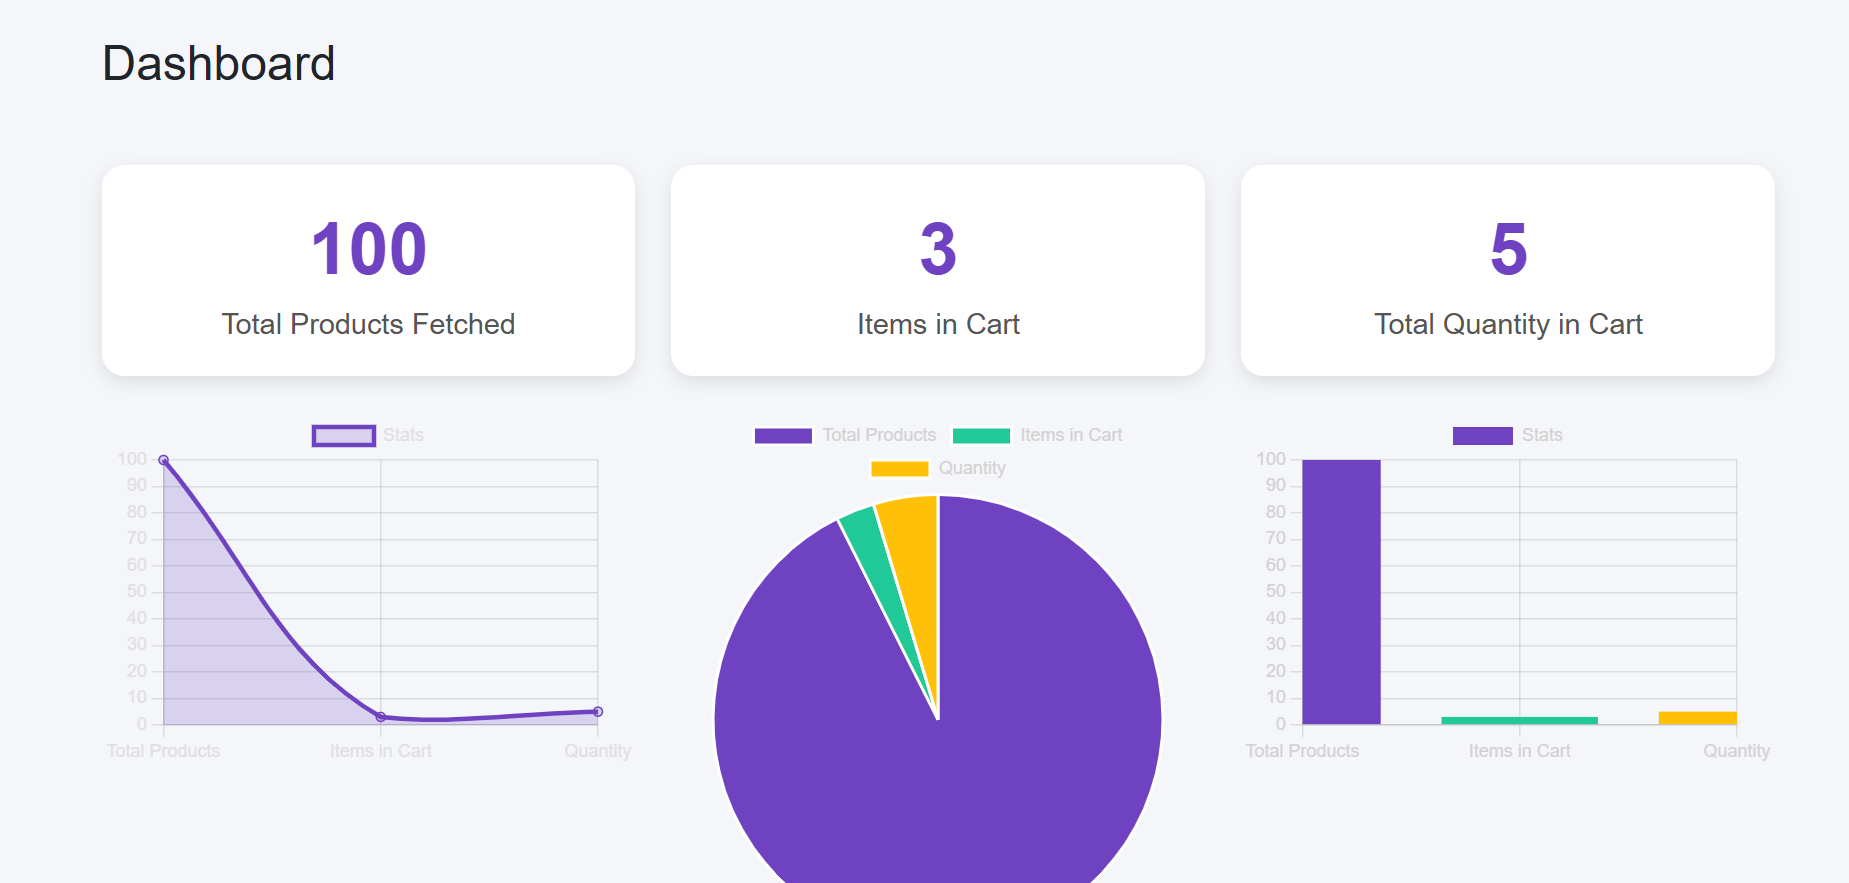 Dashboard
100
Total Products Fetched
3
Items in Cart
5
Total Quantity in Cart
Stats
100
90
80
70
60
50
40
30
20
10
0
Total Products Items in Cart Quantity
Total Products Items in Cart
Quantity
Stats
100
90
80
70
60
50
40
30
20
10
0
Total Products Items in Cart Quantity